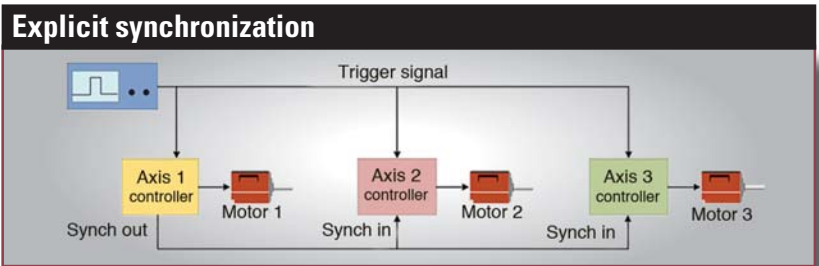 Explicit synchronization
Trigger signal
Axis 1
controller
Motor 1
Axis 2
controller
Motor 2
Axis 3
controller
Motor 3
Synch out
Synch in
Synch in